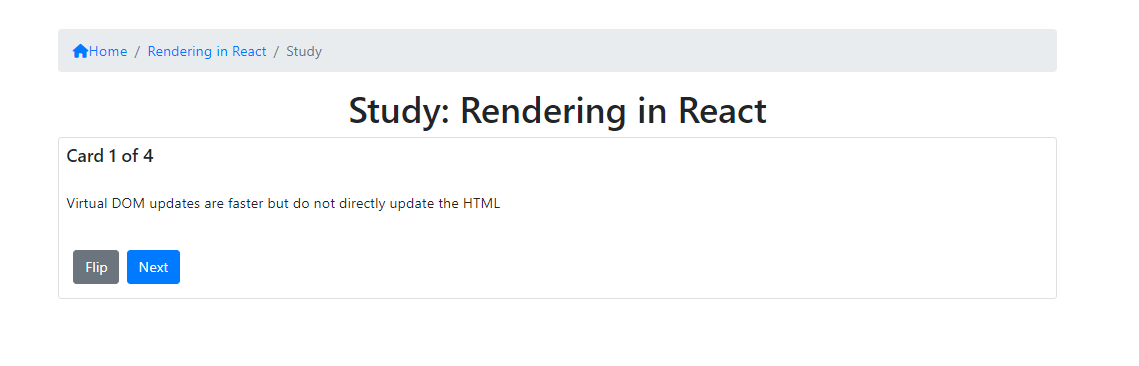 Home / Rendering in React / Study
Study: Rendering in React
Card 1 of 4
Virtual DOM updates are faster but do not directly update the HTML
Flip Next